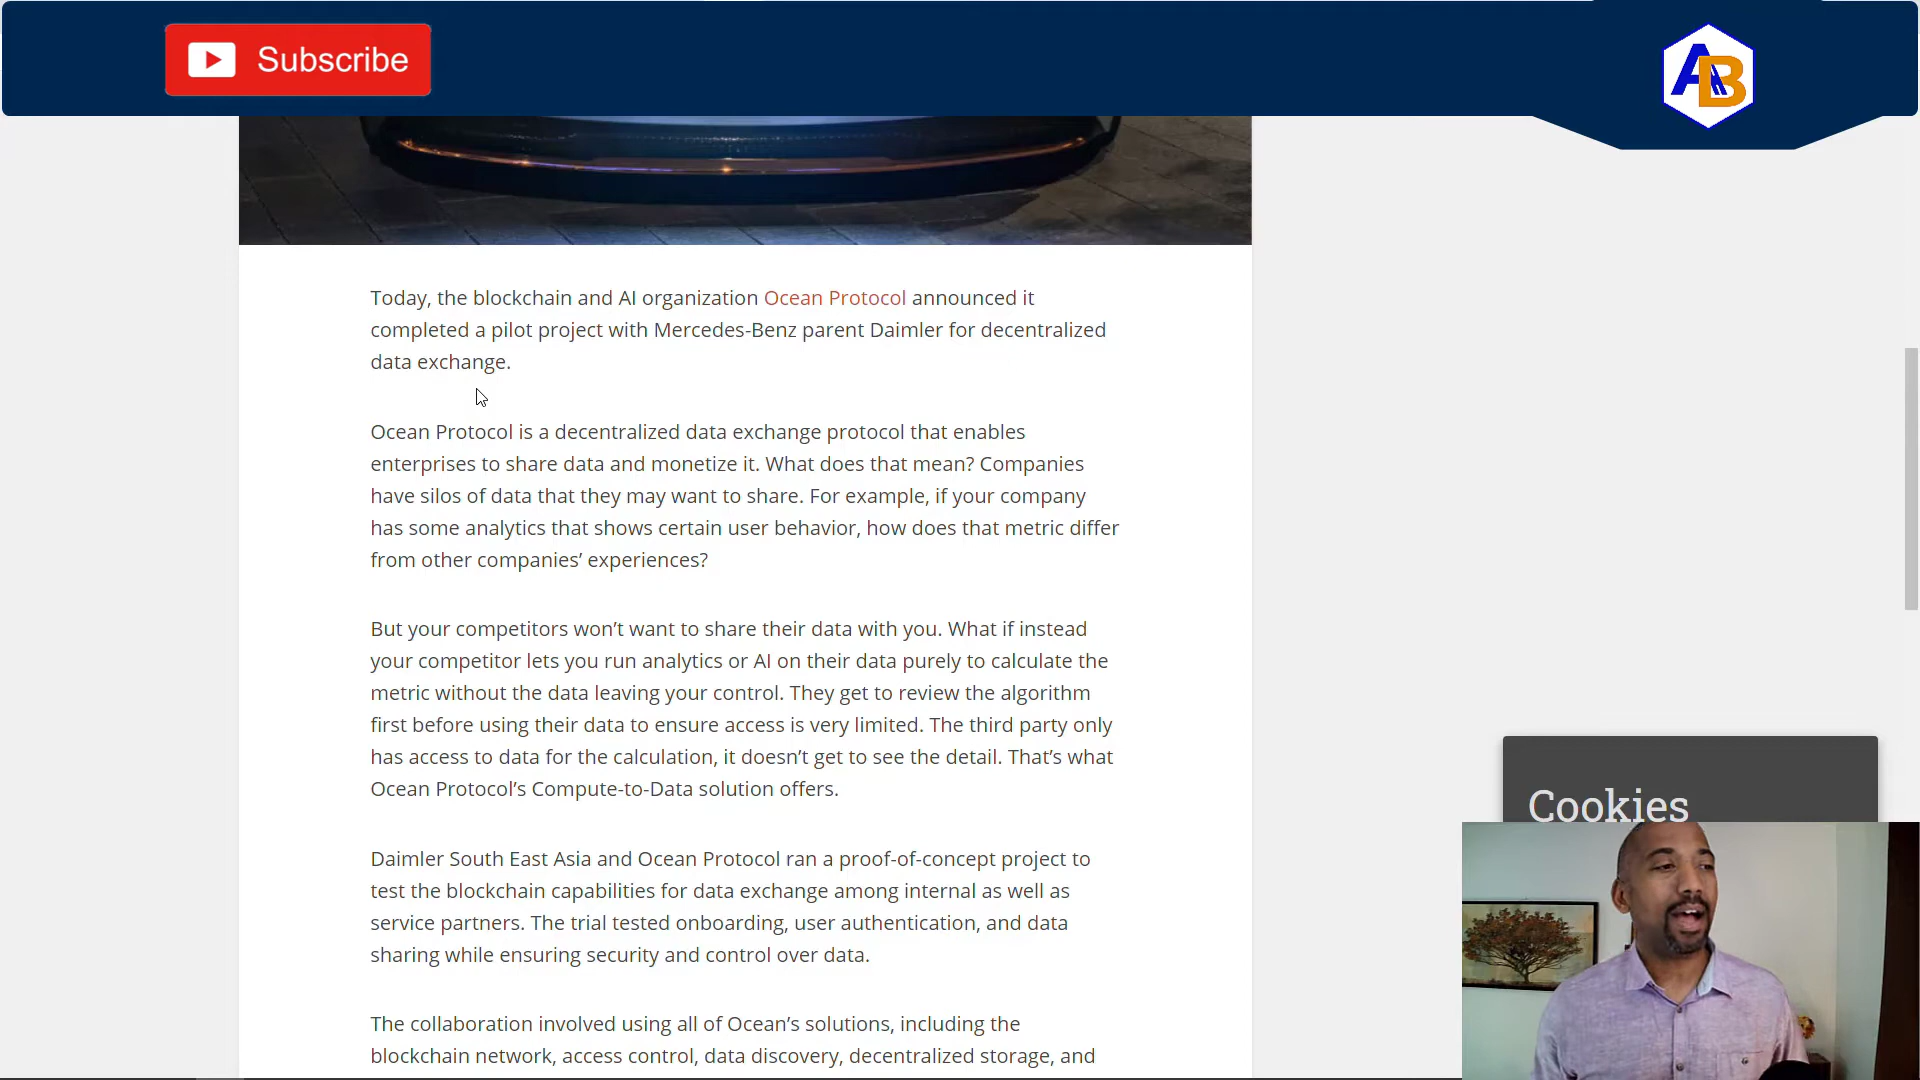 Subscribe
AB
Today, the blockchain and AI organization Ocean Protocol announced it
completed a pilot project with Mercedes-Benz parent Daimler for decentralized
data exchange.
Ocean Protocol is a decentralized data exchange protocol that enables
enterprises to share data and monetize it. What does that mean? Companies
have silos of data that they may want to share. For example, if your company
has some analytics that shows certain user behavior, how does that metric differ
from other companies’ experiences?
But your competitors won’t want to share their data with you. What if instead
your competitor lets you run analytics or AI on their data purely to calculate the
metric without the data leaving your control. They get to review the algorithm
first before using their data to ensure access is very limited. The third party only
has access to data for the calculation, it doesn’t get to see the detail. That’s what
Ocean Protocol’s Compute-to-Data solution offers.
Daimler South East Asia and Ocean Protocol ran a proof-of-concept project to
test the blockchain capabilities for data exchange among internal as well as
service partners. The trial tested onboarding, user authentication, and data
sharing while ensuring security and control over data.
The collaboration involved using all of Ocean’s solutions, including the
blockchain network, access control, data discovery, decentralized storage, and
Cookies